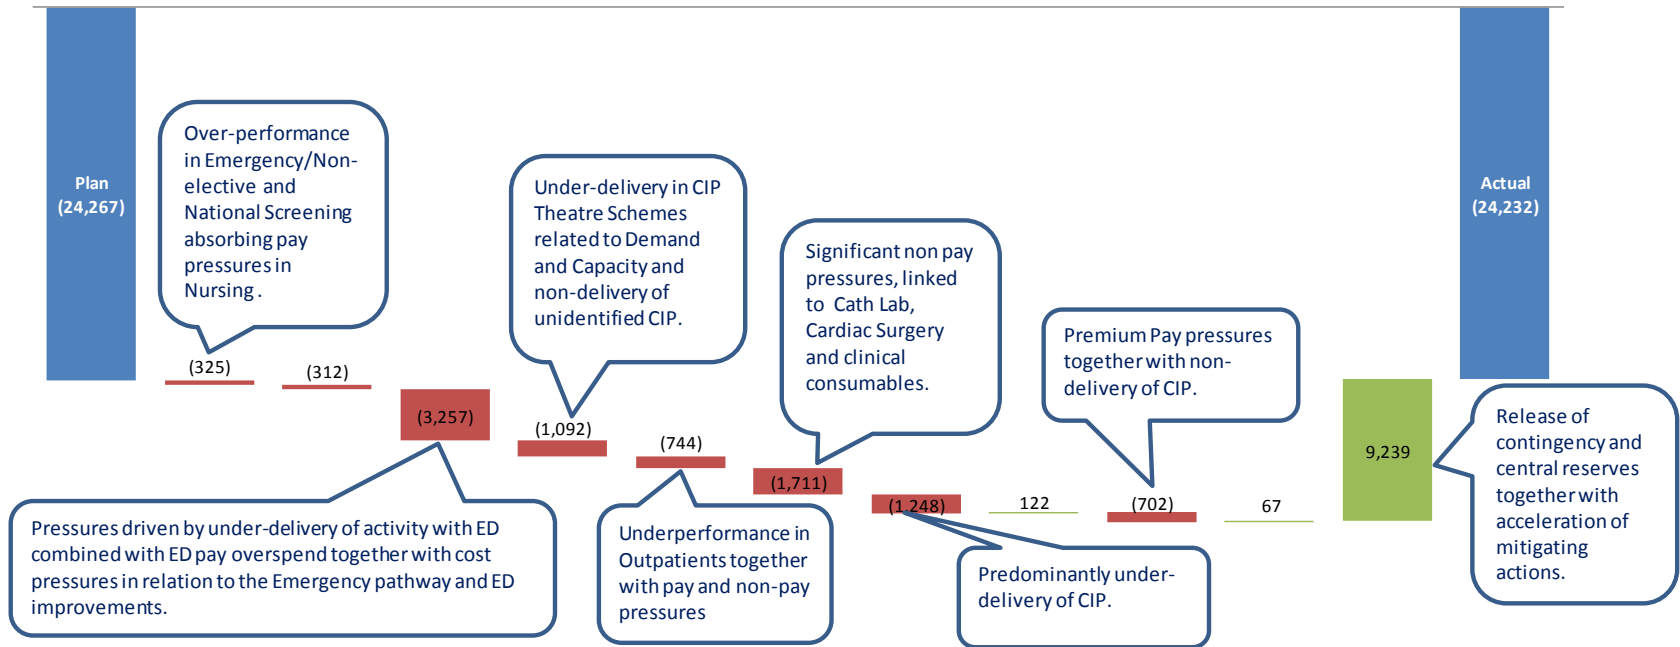 Plan
(24,267)
Over-performance
in Emergency/Non-
elective and
National Screening
absorbing pay
pressures in
Nursing .
(325)
(312)
(3,257)
Pressures driven by under-delivery of activity with ED
combined with ED pay overspend together with cost
pressures in relation to the Emergency pathway and ED
improvements.
Under-delivery in CIP
Theatre Schemes
related to Demand
and Capacity and
non-delivery of
unidentified CIP.
(1,092)
(744)
Underperformance in
Outpatients together
with pay and non-pay
pressures
Significant non pay
pressures, linked
to Cath Lab,
Cardiac Surgery
and clinical
consumables.
(1,711)
(1,248)
Predominantly under-
delivery of CIP.
122
Premium Pay pressures
together with non-
delivery of CIP.
(702)
67
9,239
Release of
contingency and
central reserves
together with
acceleration of
mitigating
actions.
Actual
(24,232)